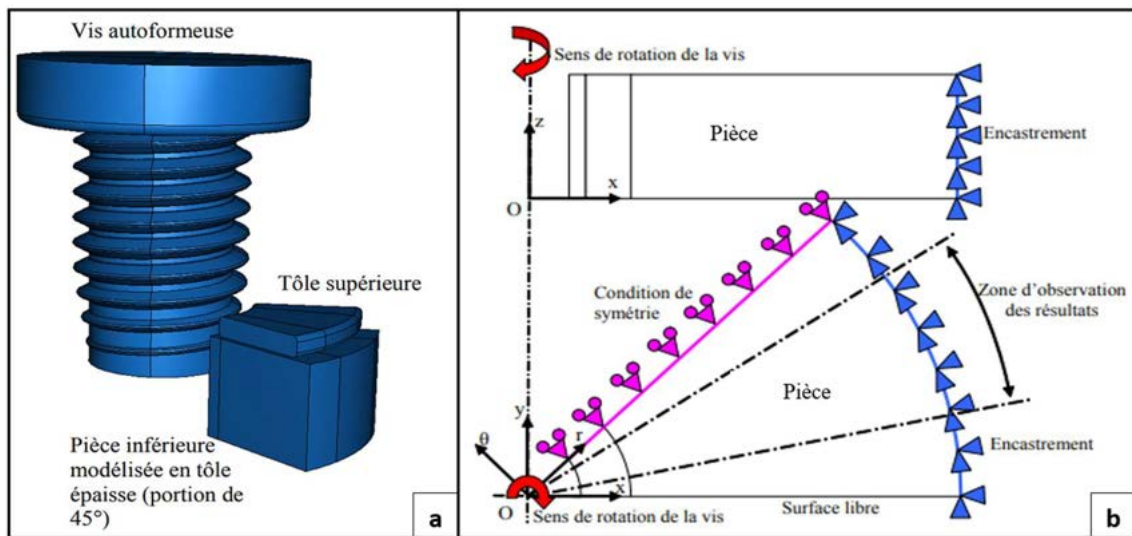 Vis autoformeuse
Tôle supérieure
Pièce inférieure
modélisée en tôle
épaisse (portion de
45°)
a
Sens de rotation de la vis
z
Pièce
Encastrement
x
O
Condition de
symétrie
Zone d'observation
des résultats
Pièce
y
r
θ
x
Encastrement
O
Sens de rotation de la vis
Surface libre
b